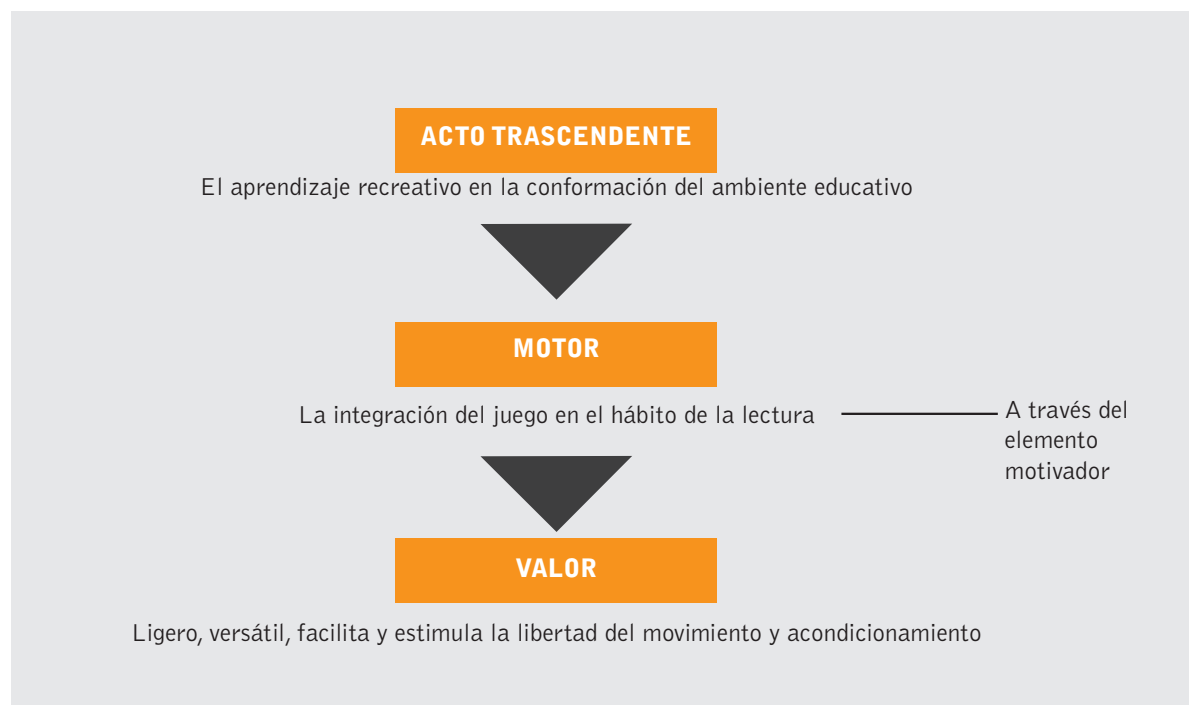 ACTO TRASCENDENTE
El aprendizaje recreativo en la conformación del ambiente educativo
MOTOR
La integración del juego en el hábito de la lectura
A través del
elemento
motivador
VALOR
Ligero, versátil, facilita y estimula la libertad del movimiento y acondicionamiento